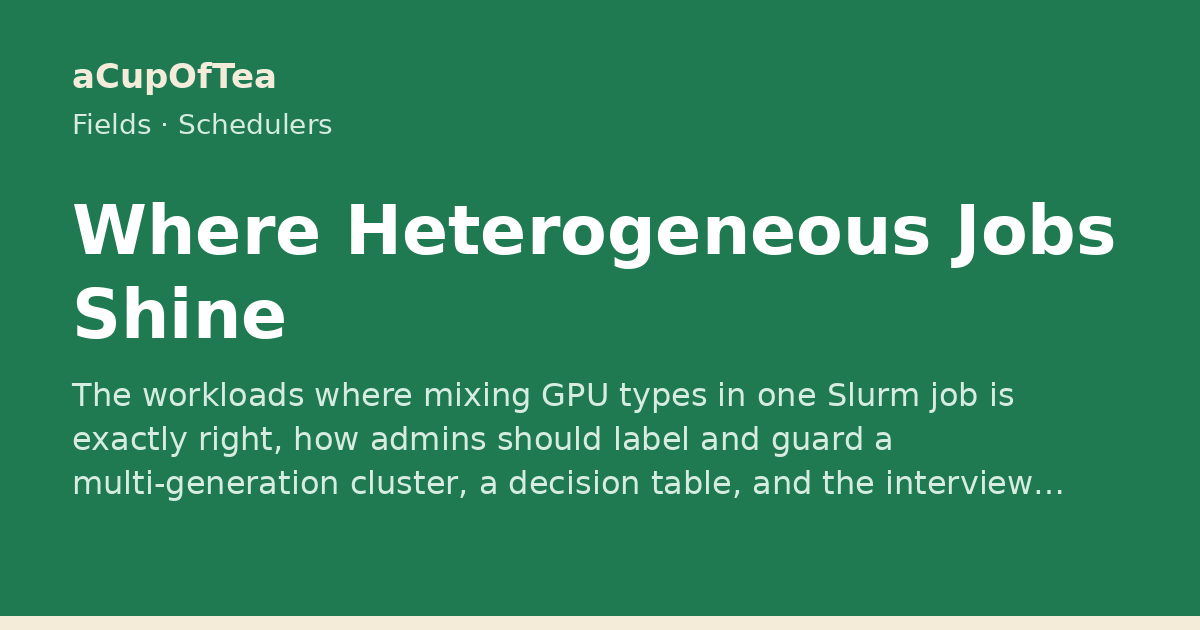 aCupOfTea
Fields · Schedulers
Where Heterogeneous Jobs
Shine
The workloads where mixing GPU types in one Slurm job is
exactly right, how admins should label and guard a
multi-generation cluster, a decision table, and the interview…